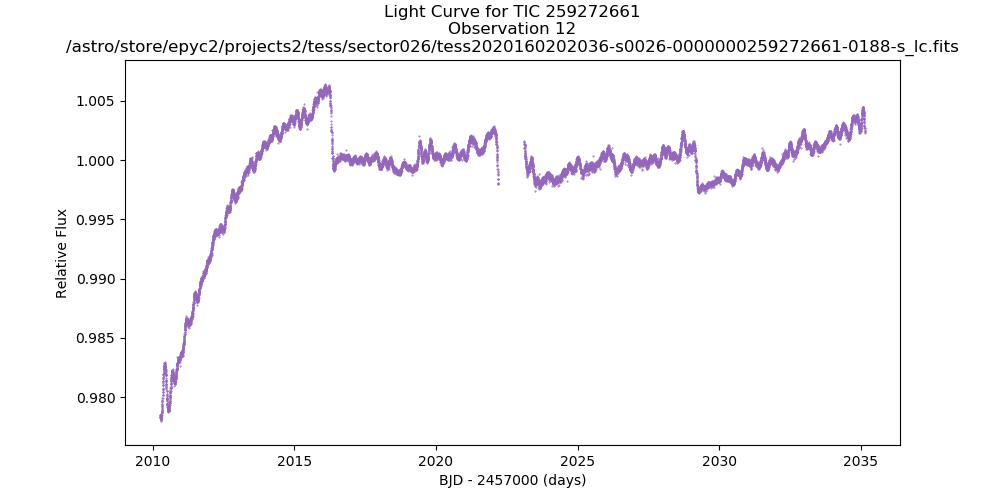 Light Curve for TIC 259272661
Observation 12
/astro/store/epyc2/projects2/tess/sector026/tess2020160202036-s0026-0000000259272661-0188-s_lc.fits
1.005
1.000
0.995
0.990
0.985
0.980
Relative Flux
2010
2015
2020
2025
2030
2035
BJD - 2457000 (days)